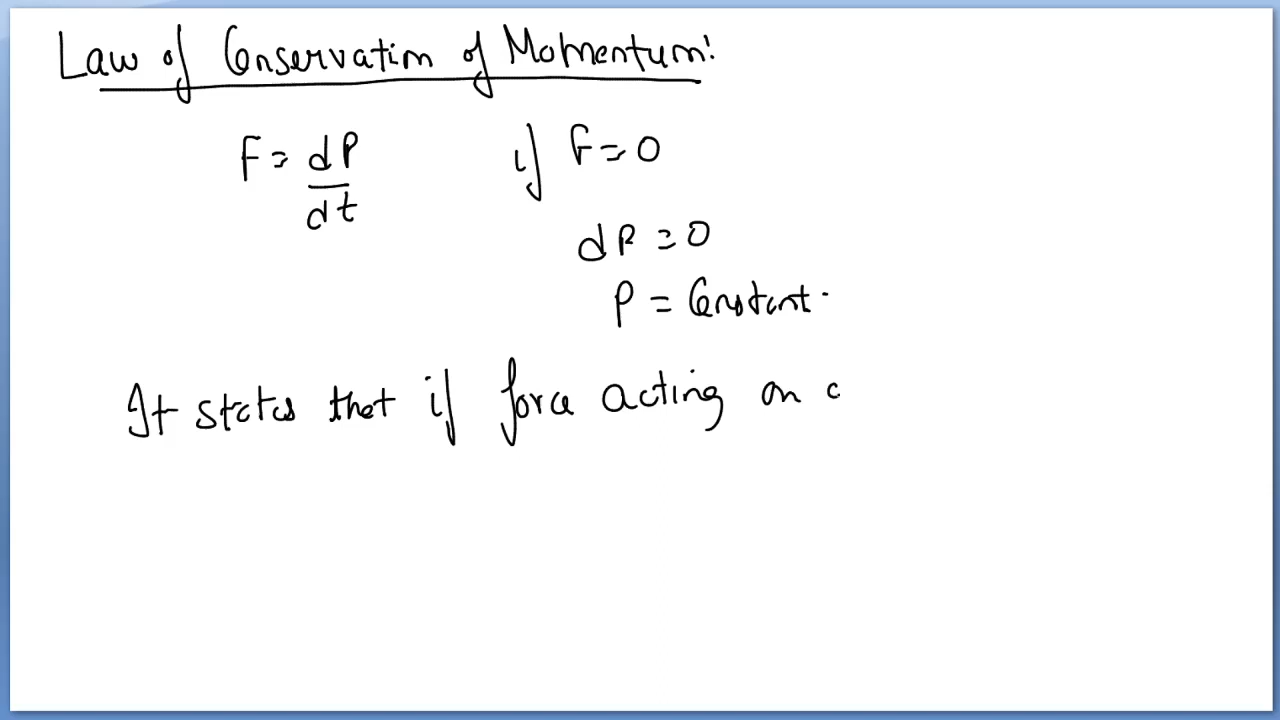 Law of Conservation of Momentum:
F = dP/dt if F = 0
dP = 0
P = Constant.
It states that if force acting on a